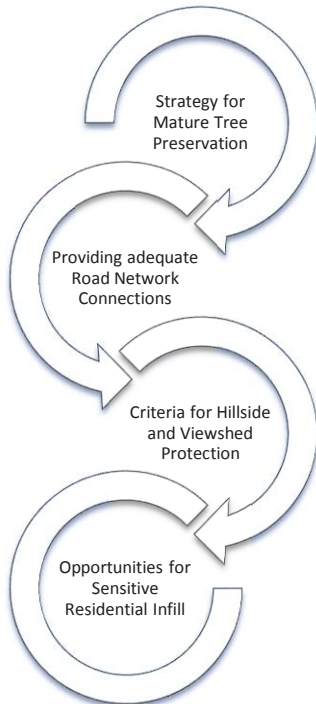 Strategy for
Mature Tree
Preservation
Providing adequate
Road Network
Connections
Criteria for Hillside
and Viewshed
Protection
Opportunities for
Sensitive
Residential Infill